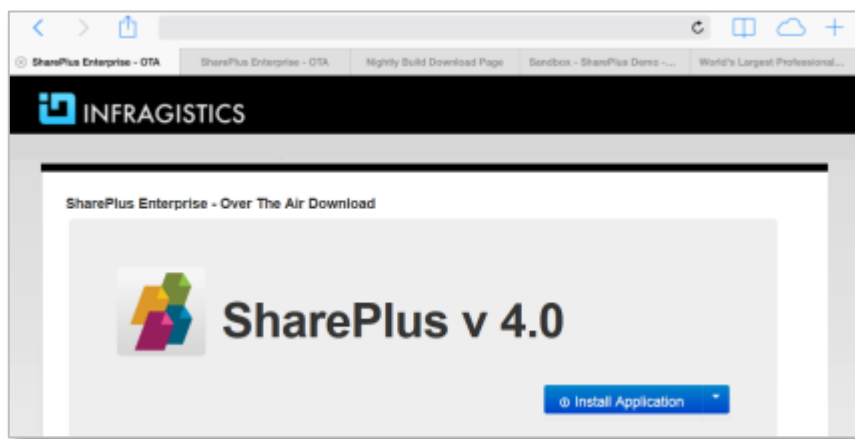 SharePlus Enterprise - OTA
SharePlus Enterprise - OTA
Nightly Build Download Page
Sandbox - SharePlus Demo -...
World's Largest Professional...
INFRAGISTICS
SharePlus Enterprise - Over The Air Download
SharePlus v 4.0
Install Application